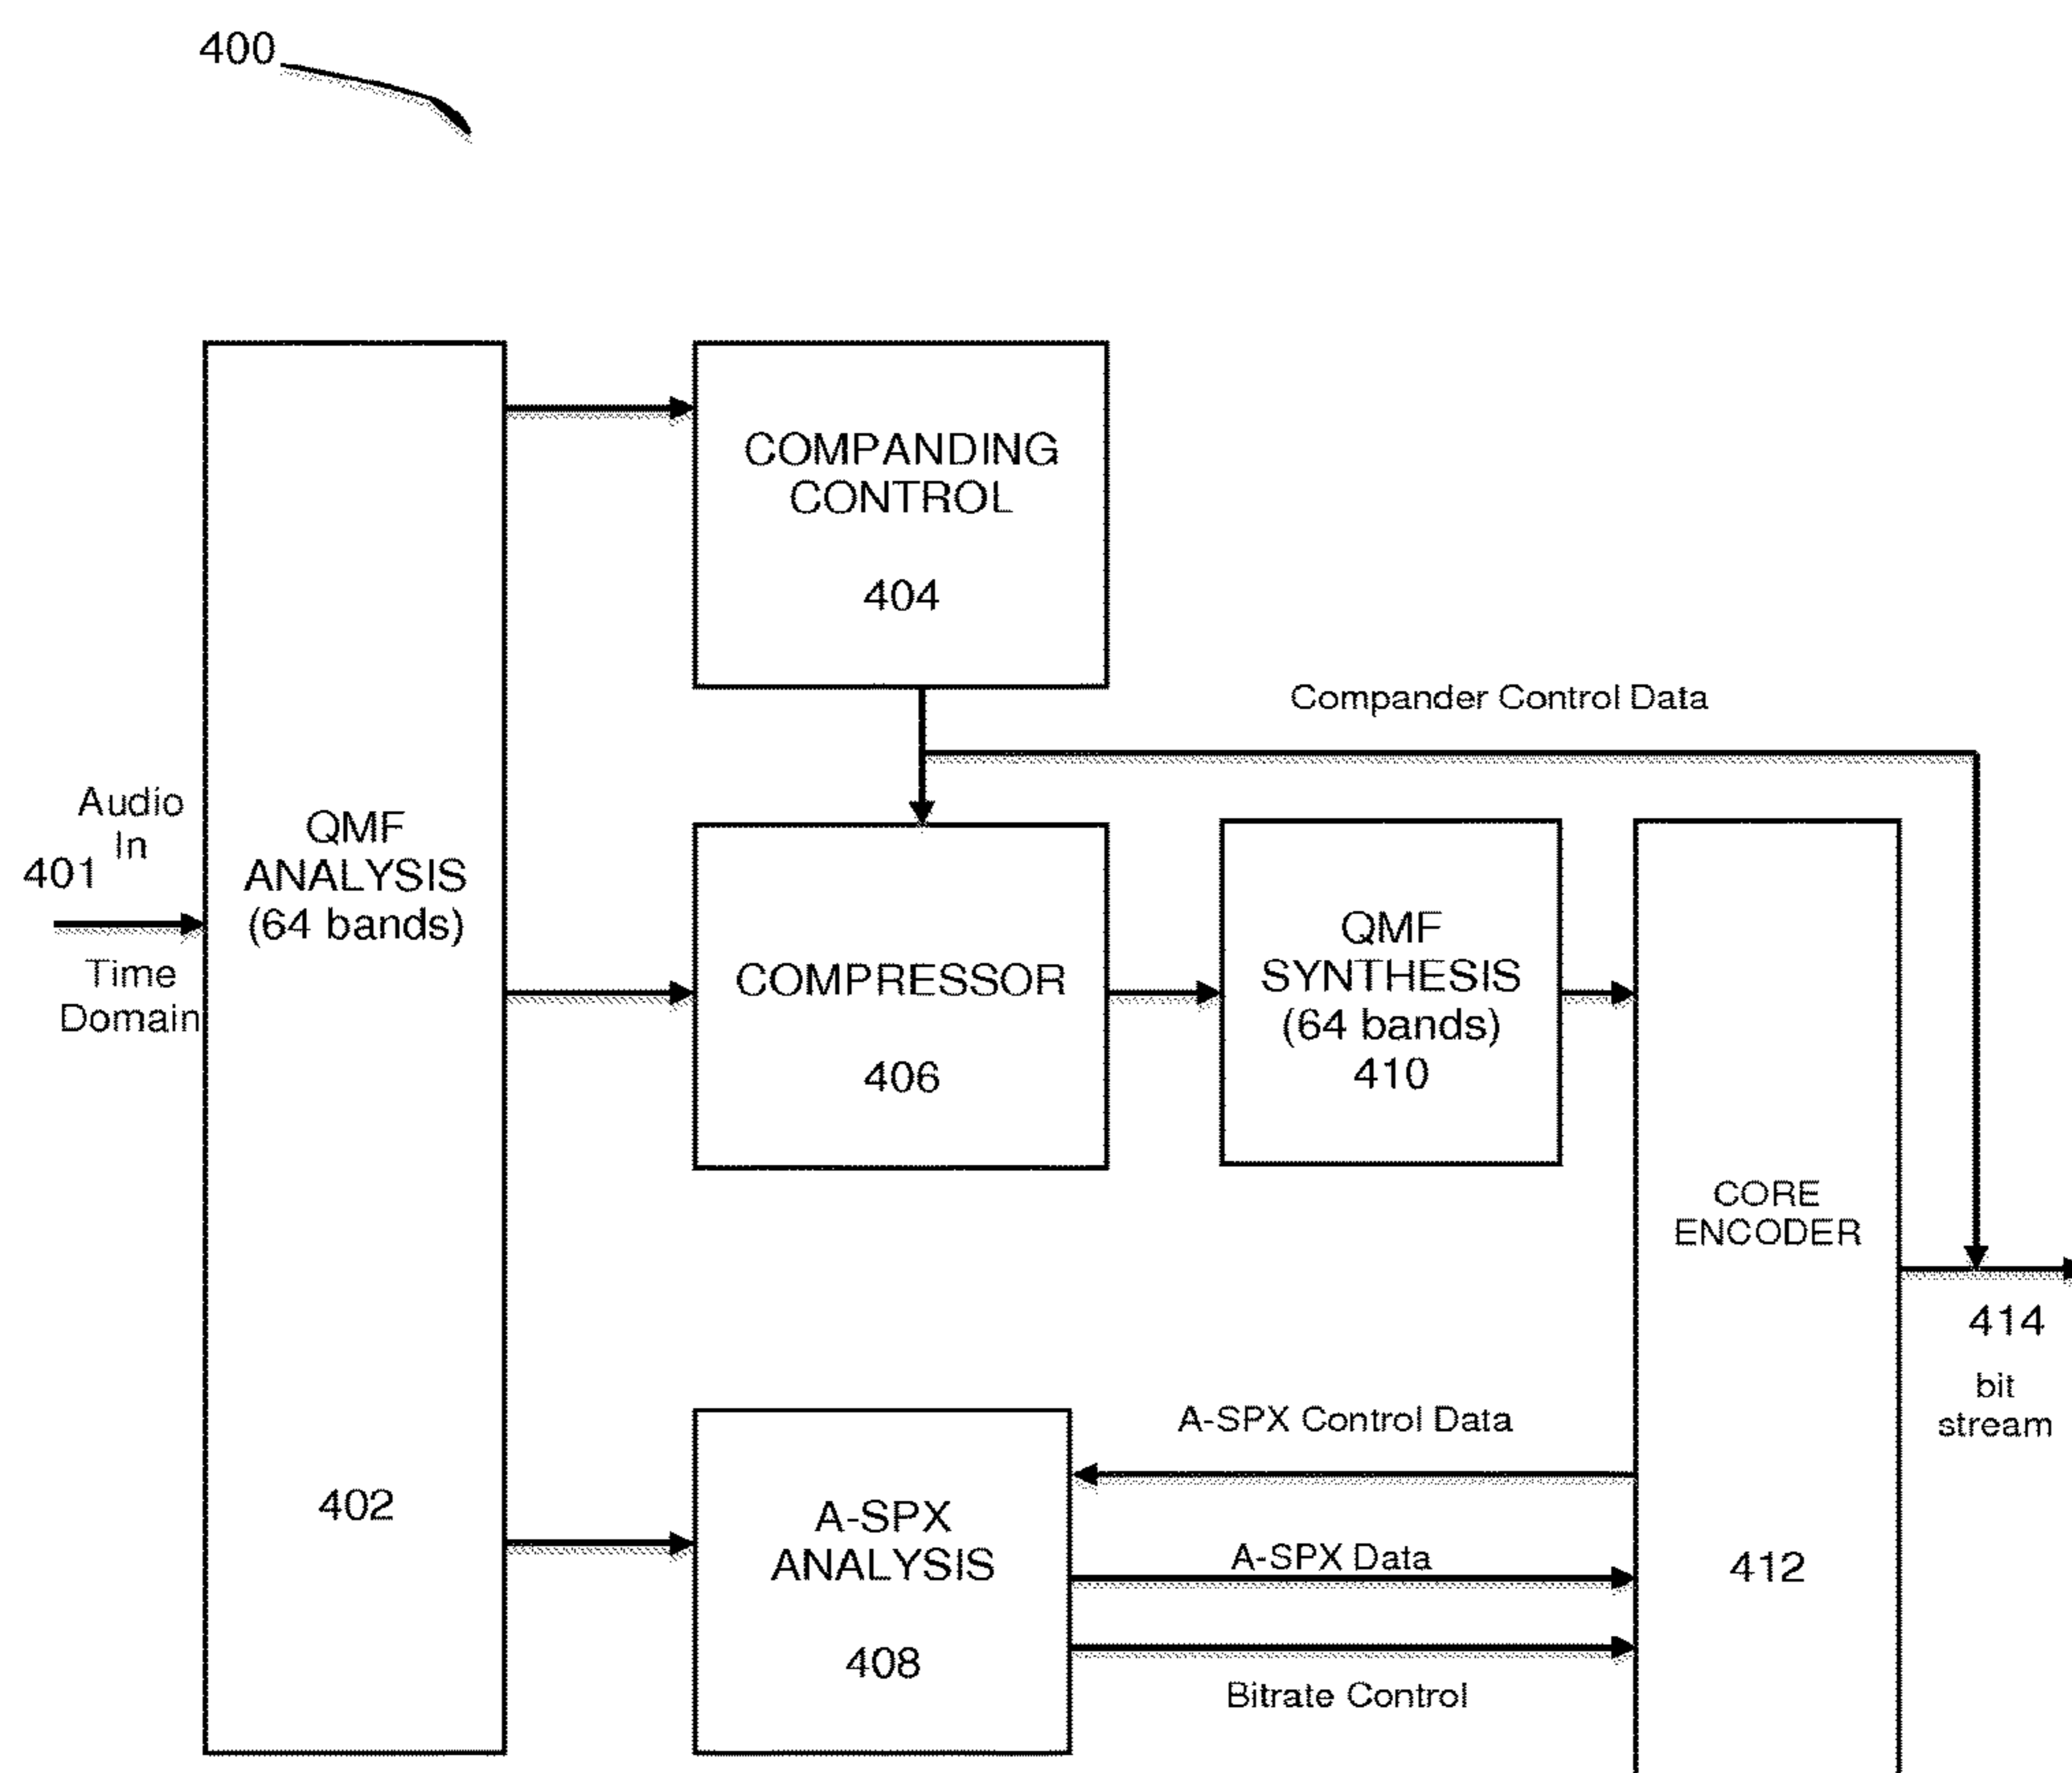 400
COMPANDING
CONTROL
404
Compander Control Data
Audio
In
401
Time
Domain
QMF
ANALYSIS
(64 bands)
402
COMPRESSOR
406
QMF
SYNTHESIS
(64 bands)
410
CORE
ENCODER
412
414
bit
stream
A-SPX Control Data
A-SPX
ANALYSIS
408
A-SPX Data
Bitrate Control